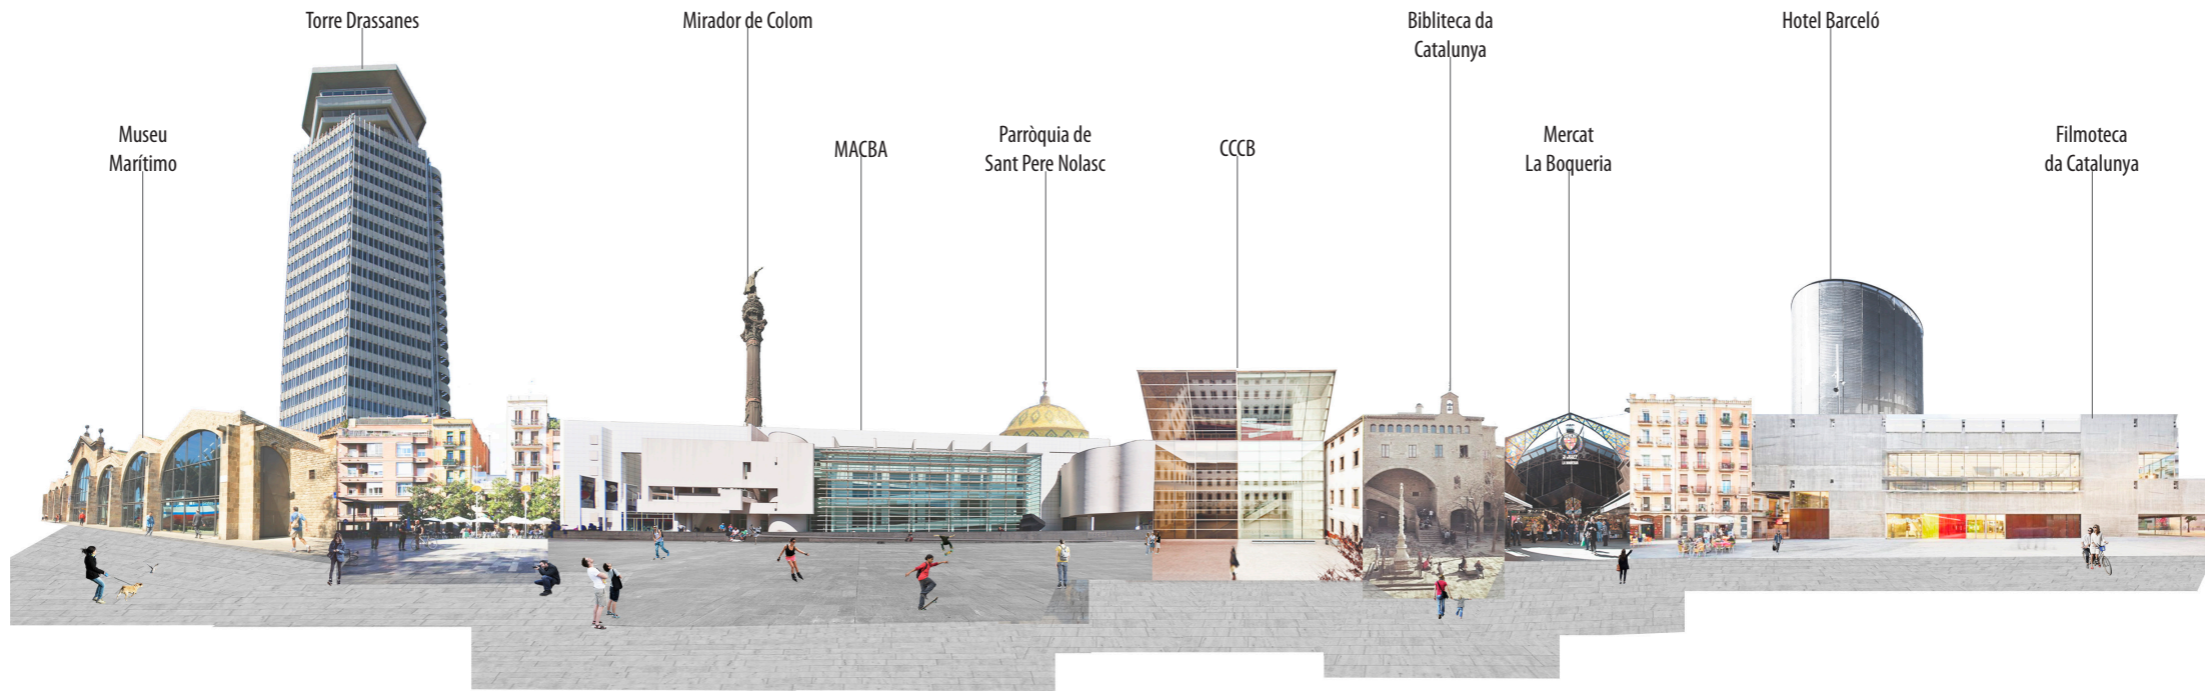 Torre Drassanes
Mirador de Colom
Bibliteca da
Catalunya
Hotel Barceló
Museu
Marítimo
MACBA
Parròquia de
Sant Pere Nolasc
CCCB
Mercat
La Boqueria
Filmoteca
da Catalunya